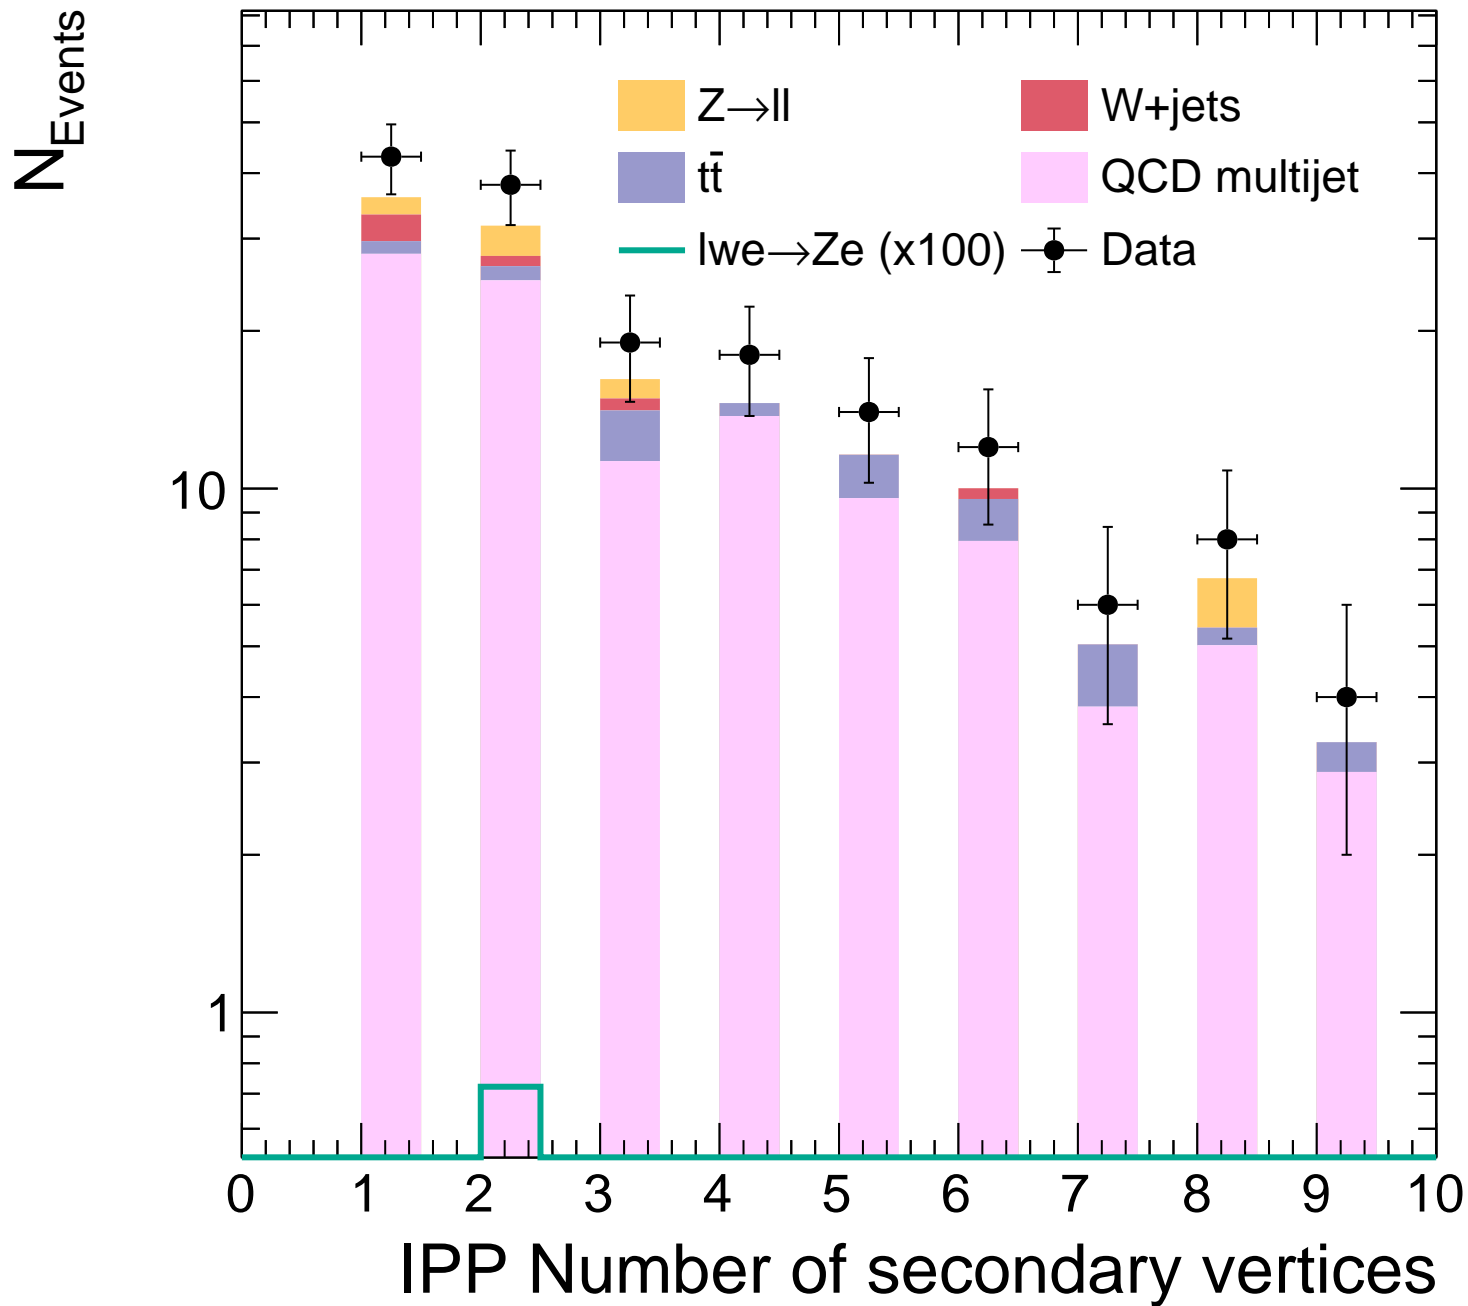 N_Events
Z→ll
W+jets
tt̄
QCD multijet
lwe→Ze (x100)
Data
10
1
0 1 2 3 4 5 6 7 8 9 10
IPP Number of secondary vertices